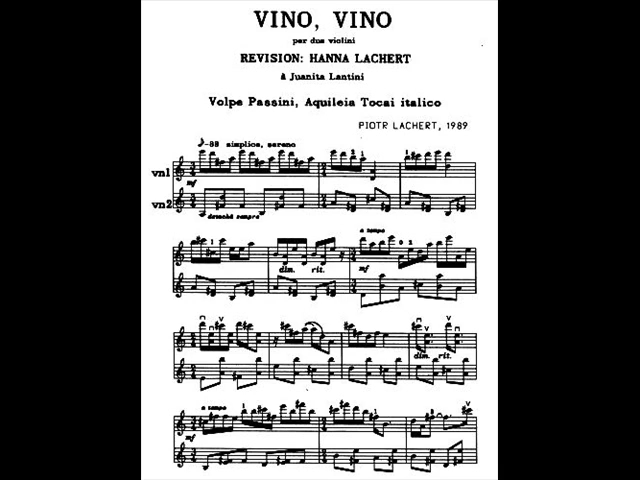 VINO, VINO
per due violini
REVISION: HANNA LACHERT
à Juanita Lantini
Volpe Passini, Aquileia Tocai italico
PIOTR LACHERT, 1989
♪=88 simplice, sereno
vn1
mf
vn2
détaché sempre
a tempo
dim. rit.
mf
dim. rit.
a tempo
mf